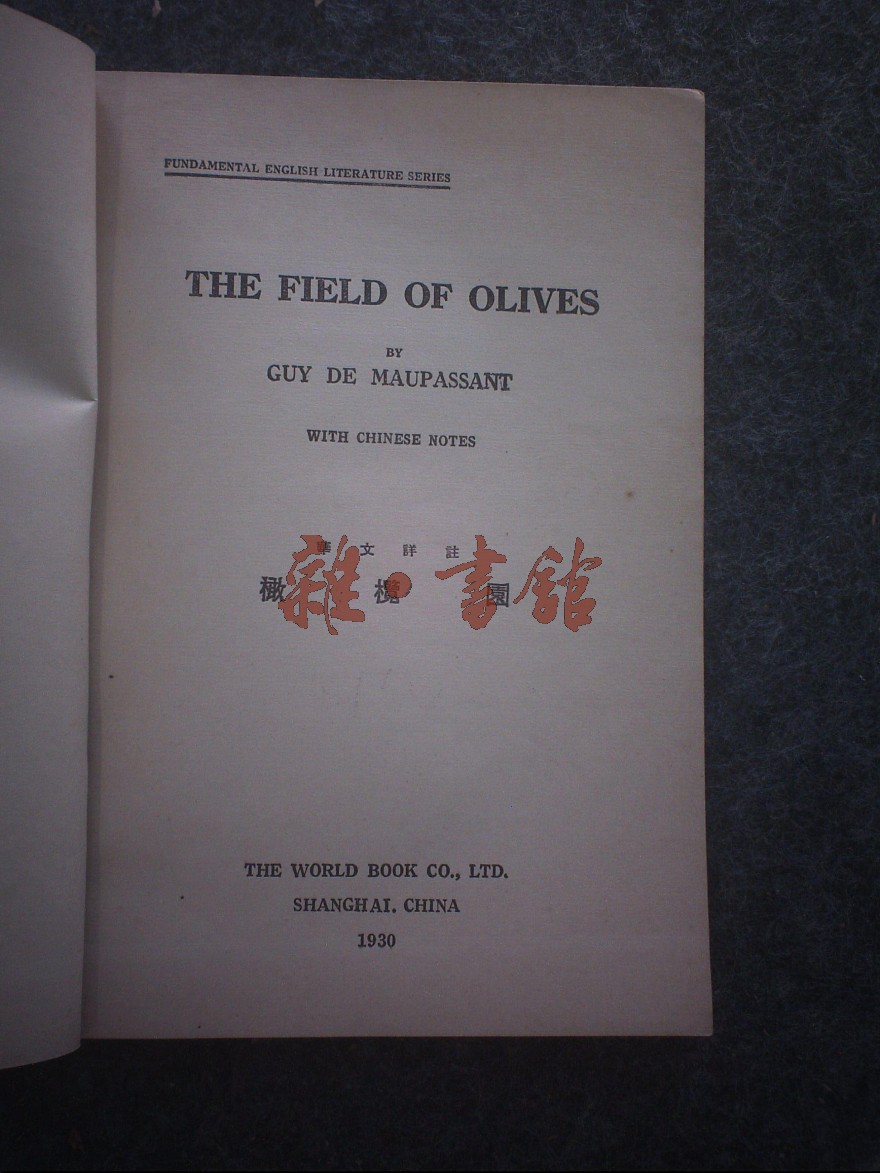 FUNDAMENTAL ENGLISH LITERATURE SERIES
THE FIELD OF OLIVES
BY
GUY DE MAUPASSANT
WITH CHINESE NOTES
華文詳註
橄欖園
雜·書館
THE WORLD BOOK CO., LTD.
SHANGHAI. CHINA
1930